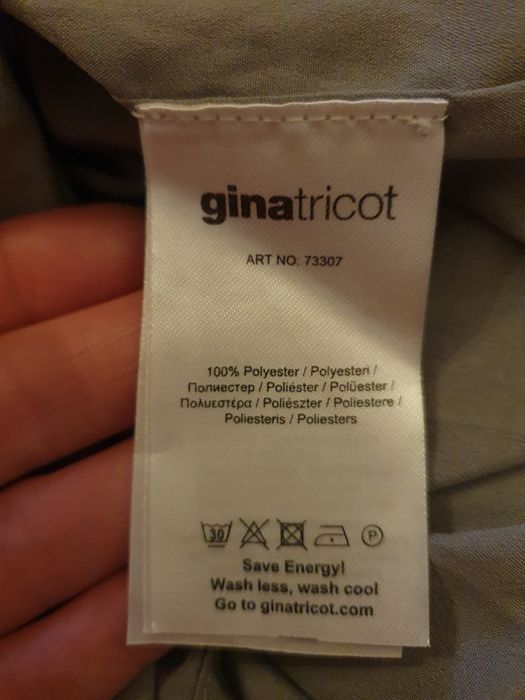 ginatricot
ART NO: 73307
100% Polyester / Polyesteri /
Полиестер / Poliéster / Polüester /
Πολυεστέρα / Poliészter / Poliestere /
Poliesteris / Poliesters
30 P
Save Energy!
Wash less, wash cool
Go to ginatricot.com